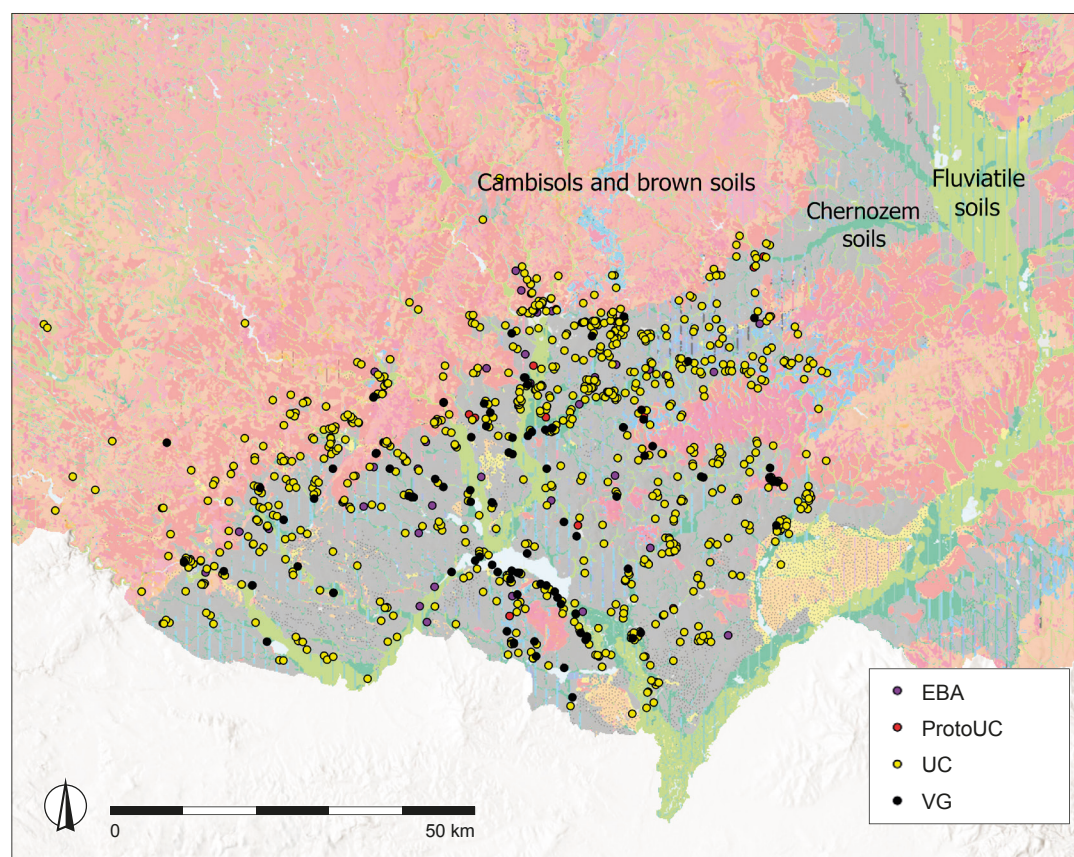 Cambisols and brown soils
Fluviatile
soils
Chernozem
soils
EBA
ProtoUC
UC
VG
0
50 km